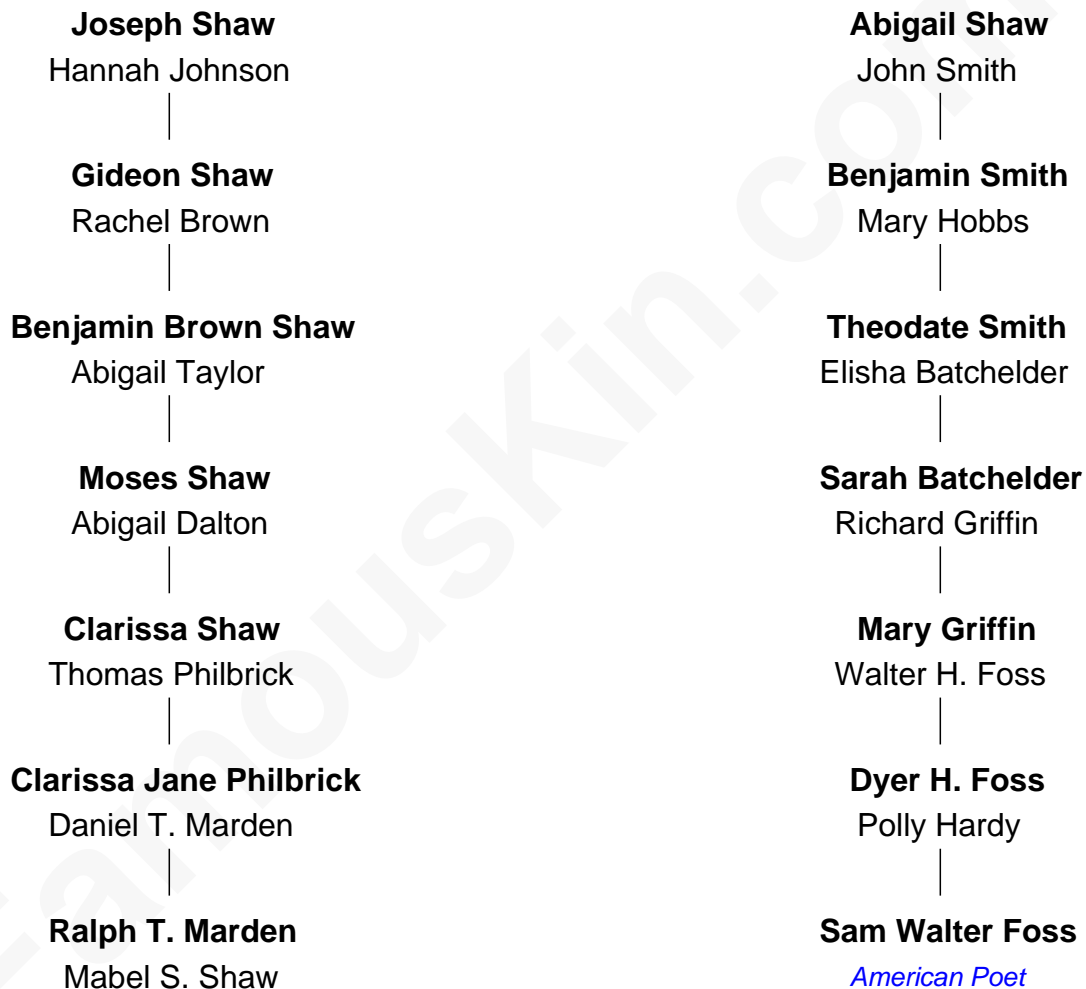 Joseph Shaw
Hannah Johnson
Gideon Shaw
Rachel Brown
Benjamin Brown Shaw
Abigail Taylor
Moses Shaw
Abigail Dalton
Clarissa Shaw
Thomas Philbrick
Clarissa Jane Philbrick
Daniel T. Marden
Ralph T. Marden
Mabel S. Shaw
Abigail Shaw
John Smith
Benjamin Smith
Mary Hobbs
Theodate Smith
Elisha Batchelder
Sarah Batchelder
Richard Griffin
Mary Griffin
Walter H. Foss
Dyer H. Foss
Polly Hardy
Sam Walter Foss
American Poet
FamousKin.com